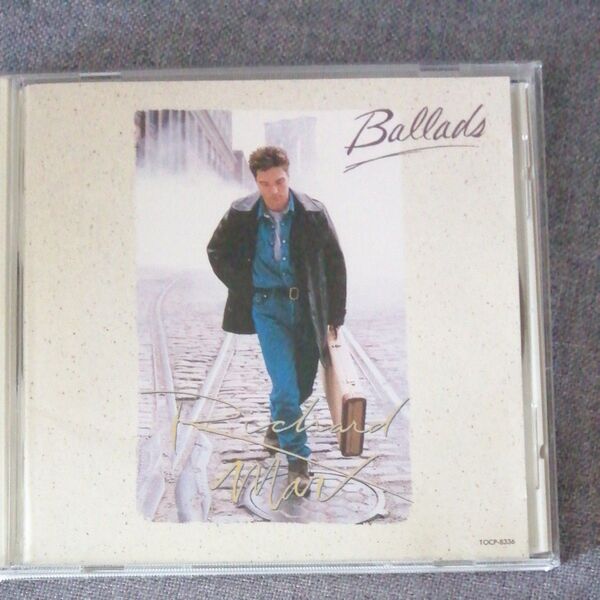 Ballads
Richard
Marx
TOCP-8336